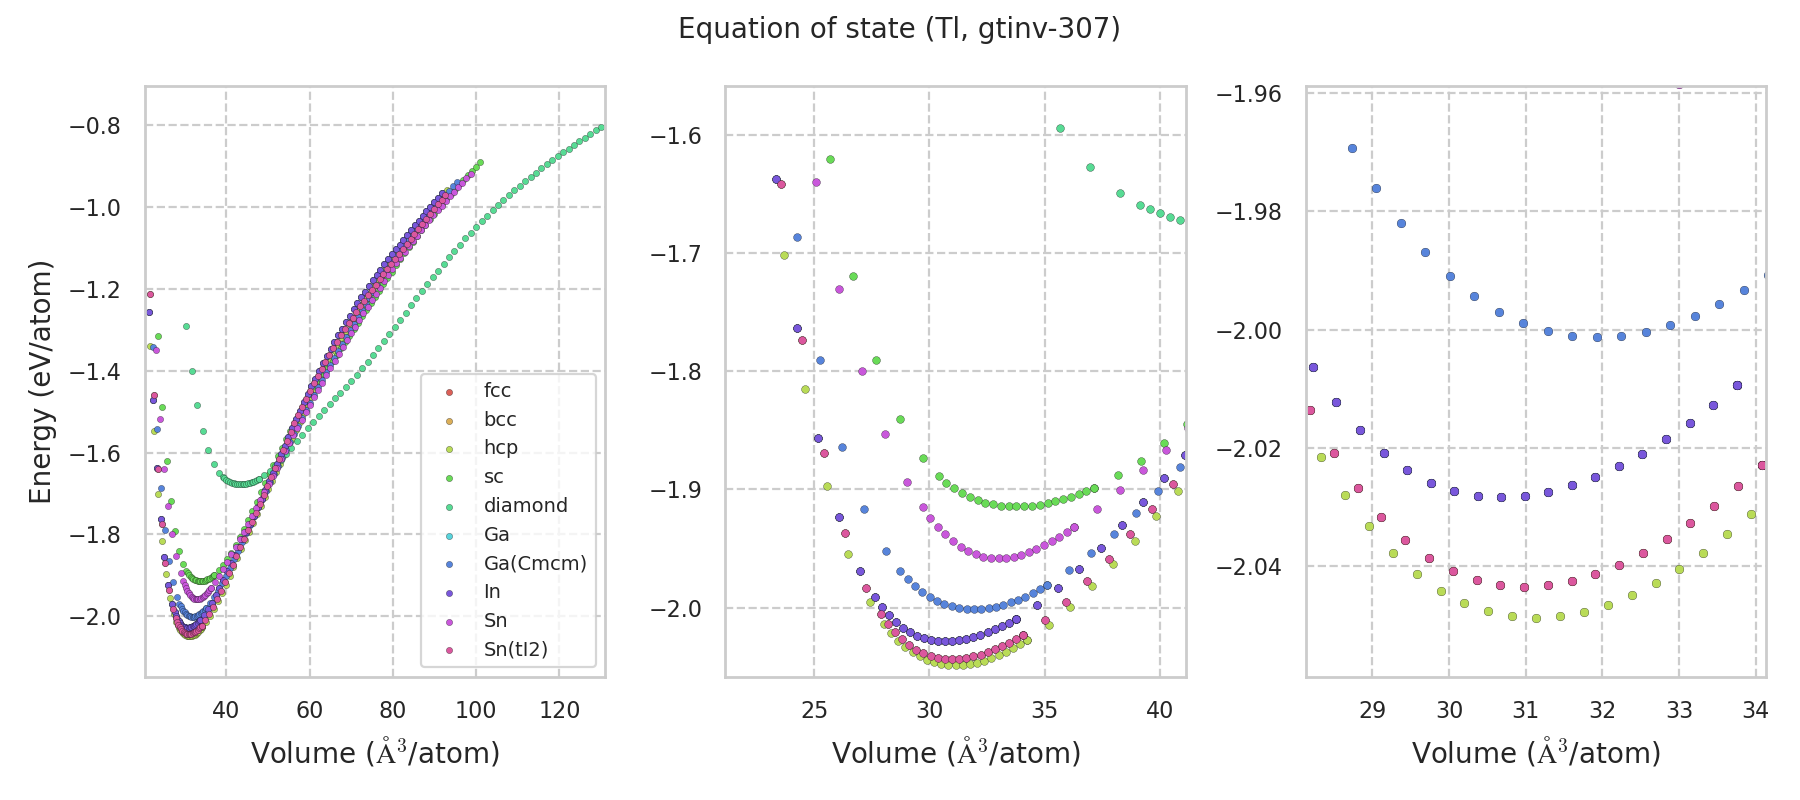 Equation of state (Tl, gtinv-307)
Energy (eV/atom)
−0.8
−1.0
−1.2
−1.4
−1.6
−1.8
−2.0
40 60 80 100 120
Volume (Å³/atom)
fcc
bcc
hcp
sc
diamond
Ga
Ga(Cmcm)
In
Sn
Sn(tI2)
−1.6
−1.7
−1.8
−1.9
−2.0
25 30 35 40
Volume (Å³/atom)
−1.96
−1.98
−2.00
−2.02
−2.04
29 30 31 32 33 34
Volume (Å³/atom)